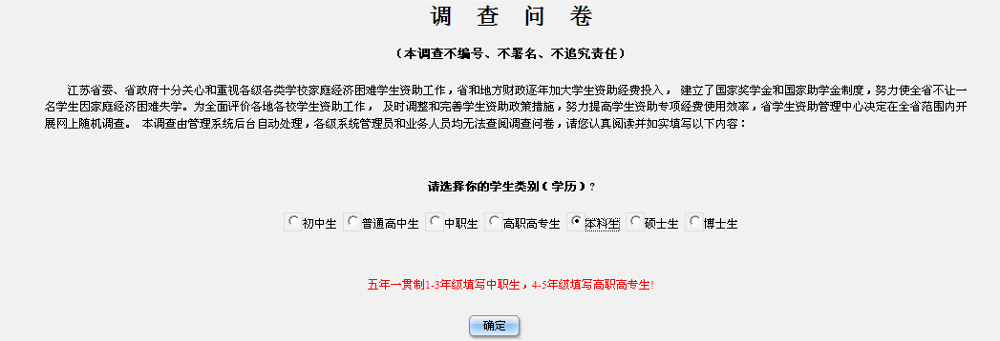 调 查 问 卷
（本调查不编号、不署名、不追究责任）
江苏省委、省政府十分关心和重视各级各类学校家庭经济困难学生资助工作，省和地方财政逐年加大学生资助经费投入， 建立了国家奖学金和国家助学金制度，努力使全省不让一
名学生因家庭经济困难失学。为全面评价各地各校学生资助工作， 及时调整和完善学生资助政策措施，努力提高学生资助专项经费使用效率，省学生资助管理中心决定在全省范围内开
展网上随机调查。 本调查由管理系统后台自动处理，各级系统管理员和业务人员均无法查阅调查问卷，请您认真阅读并如实填写以下内容：
请选择你的学生类别（学历）?
初中生 普通高中生 中职生 高职高专生 本科生 硕士生 博士生
五年一贯制1-3年级填写中职生，4-5年级填写高职高专生!
确定